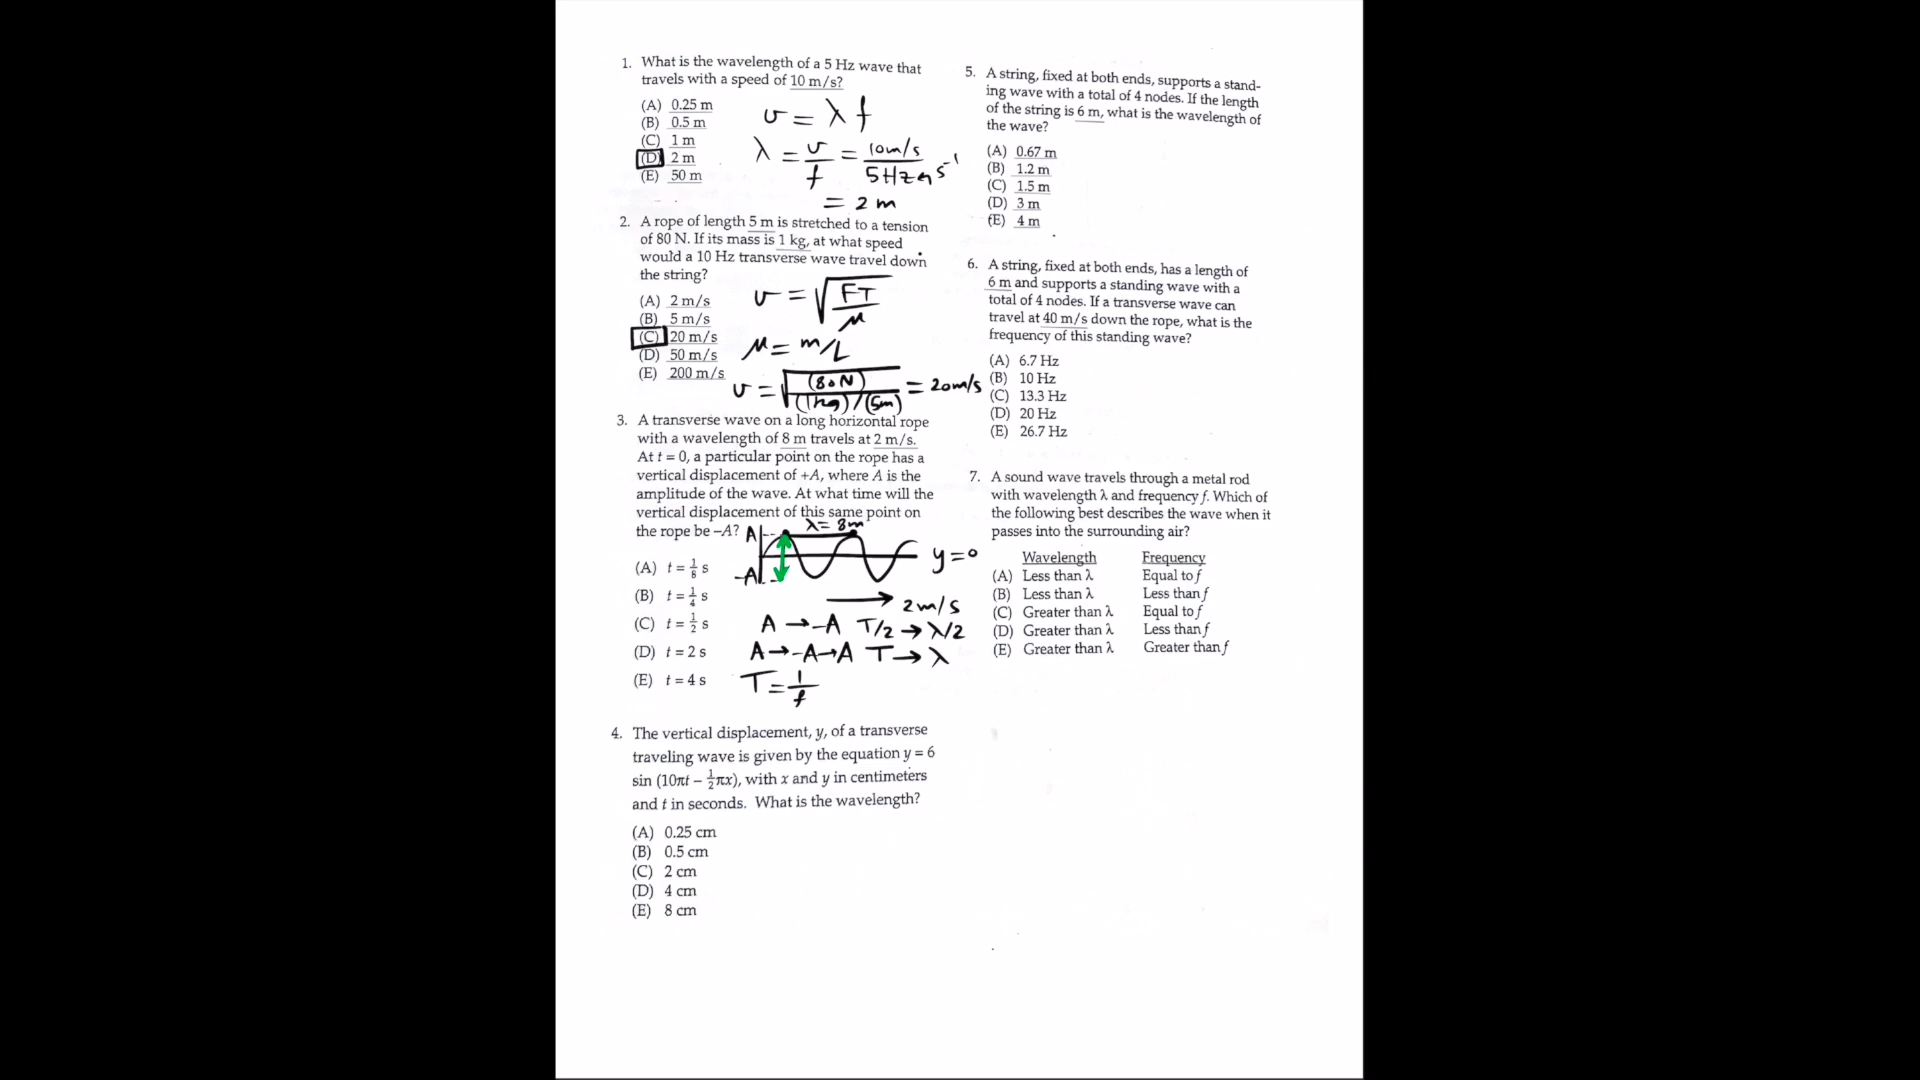 1. What is the wavelength of a 5 Hz wave that
travels with a speed of 10 m/s?
(A) 0.25 m
(B) 0.5 m
(C) 1 m
(D) 2 m
(E) 50 m
v = λ f
λ = v/f = 10m/s / 5Hz s⁻¹
= 2 m
2. A rope of length 5 m is stretched to a tension
of 80 N. If its mass is 1 kg, at what speed
would a 10 Hz transverse wave travel down
the string?
(A) 2 m/s
(B) 5 m/s
(C) 20 m/s
(D) 50 m/s
(E) 200 m/s
v = √(FT/μ)
μ = m/L
v = √((80N)/(1kg)/(5m)) = 20m/s
3. A transverse wave on a long horizontal rope
with a wavelength of 8 m travels at 2 m/s.
At t = 0, a particular point on the rope has a
vertical displacement of +A, where A is the
amplitude of the wave. At what time will the
vertical displacement of this same point on
the rope be –A?
(A) t = 1/8 s
(B) t = 1/4 s
(C) t = 1/2 s
(D) t = 2 s
(E) t = 4 s
λ = 8m
A
-A
y=0
2m/s
A → -A T/2 → λ/2
A → -A → A T → λ
T = 1/f
4. The vertical displacement, y, of a transverse
traveling wave is given by the equation y = 6
sin (10πt – ½πx), with x and y in centimeters
and t in seconds. What is the wavelength?
(A) 0.25 cm
(B) 0.5 cm
(C) 2 cm
(D) 4 cm
(E) 8 cm
5. A string, fixed at both ends, supports a stand-
ing wave with a total of 4 nodes. If the length
of the string is 6 m, what is the wavelength of
the wave?
(A) 0.67 m
(B) 1.2 m
(C) 1.5 m
(D) 3 m
(E) 4 m
6. A string, fixed at both ends, has a length of
6 m and supports a standing wave with a
total of 4 nodes. If a transverse wave can
travel at 40 m/s down the rope, what is the
frequency of this standing wave?
(A) 6.7 Hz
(B) 10 Hz
(C) 13.3 Hz
(D) 20 Hz
(E) 26.7 Hz
7. A sound wave travels through a metal rod
with wavelength λ and frequency f. Which of
the following best describes the wave when it
passes into the surrounding air?
Wavelength Frequency
(A) Less than λ Equal to f
(B) Less than λ Less than f
(C) Greater than λ Equal to f
(D) Greater than λ Less than f
(E) Greater than λ Greater than f